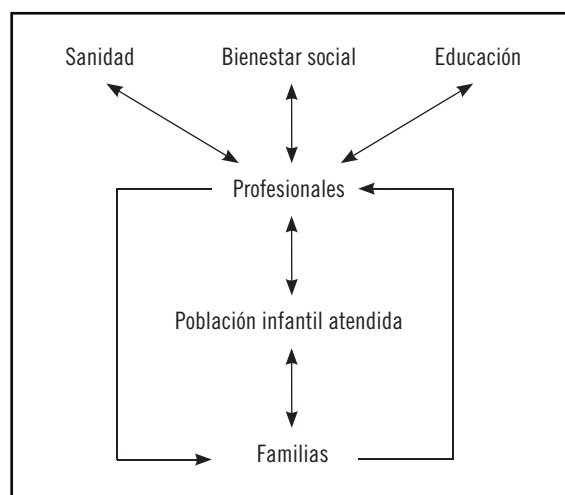 Sanidad Bienestar social Educación
Profesionales
Población infantil atendida
Familias